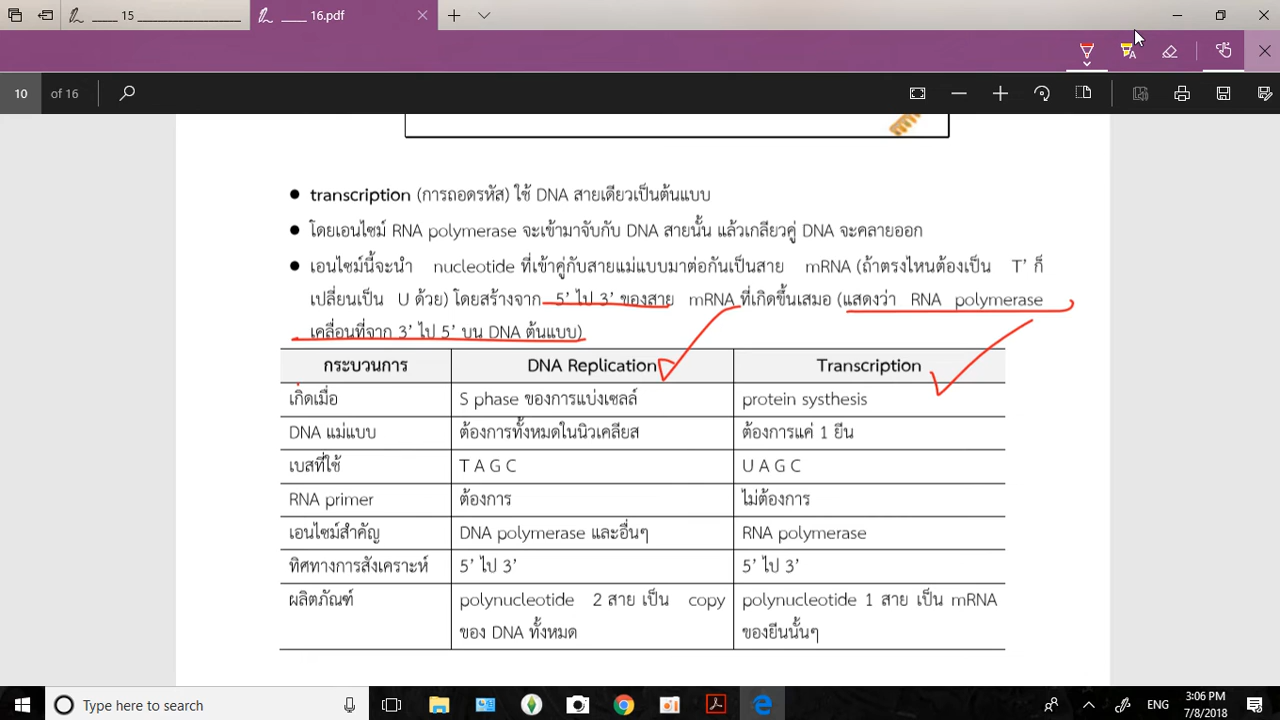 _____ 15 ________________
____ 16.pdf
10 of 16
● transcription (การถอดรหัส) ใช้ DNA สายเดียวเป็นต้นแบบ
● โดยเอนไซม์ RNA polymerase จะเข้ามาจับกับ DNA สายนั้น แล้วเกลียวคู่ DNA จะคลายออก
● เอนไซม์นี้จะนำ nucleotide ที่เข้าคู่กับสายแม่แบบมาต่อกันเป็นสาย mRNA (ถ้าตรงไหนต้องเป็น T’ ก็
เปลี่ยนเป็น U ด้วย) โดยสร้างจาก 5’ ไป 3’ ของสาย mRNA ที่เกิดขึ้นเสมอ (แสดงว่า RNA polymerase
เคลื่อนที่จาก 3’ ไป 5’ บน DNA ต้นแบบ)
กระบวนการ DNA Replication Transcription
เกิดเมื่อ S phase ของการแบ่งเซลล์ protein systhesis
DNA แม่แบบ ต้องการทั้งหมดในนิวเคลียส ต้องการแค่ 1 ยีน
เบสที่ใช้ T A G C U A G C
RNA primer ต้องการ ไม่ต้องการ
เอนไซม์สำคัญ DNA polymerase และอื่นๆ RNA polymerase
ทิศทางการสังเคราะห์ 5’ ไป 3’ 5’ ไป 3’
ผลิตภัณฑ์ polynucleotide 2 สาย เป็น copy polynucleotide 1 สาย เป็น mRNA
ของ DNA ทั้งหมด ของยีนนั้นๆ
Type here to search
ENG
3:06 PM
7/8/2018